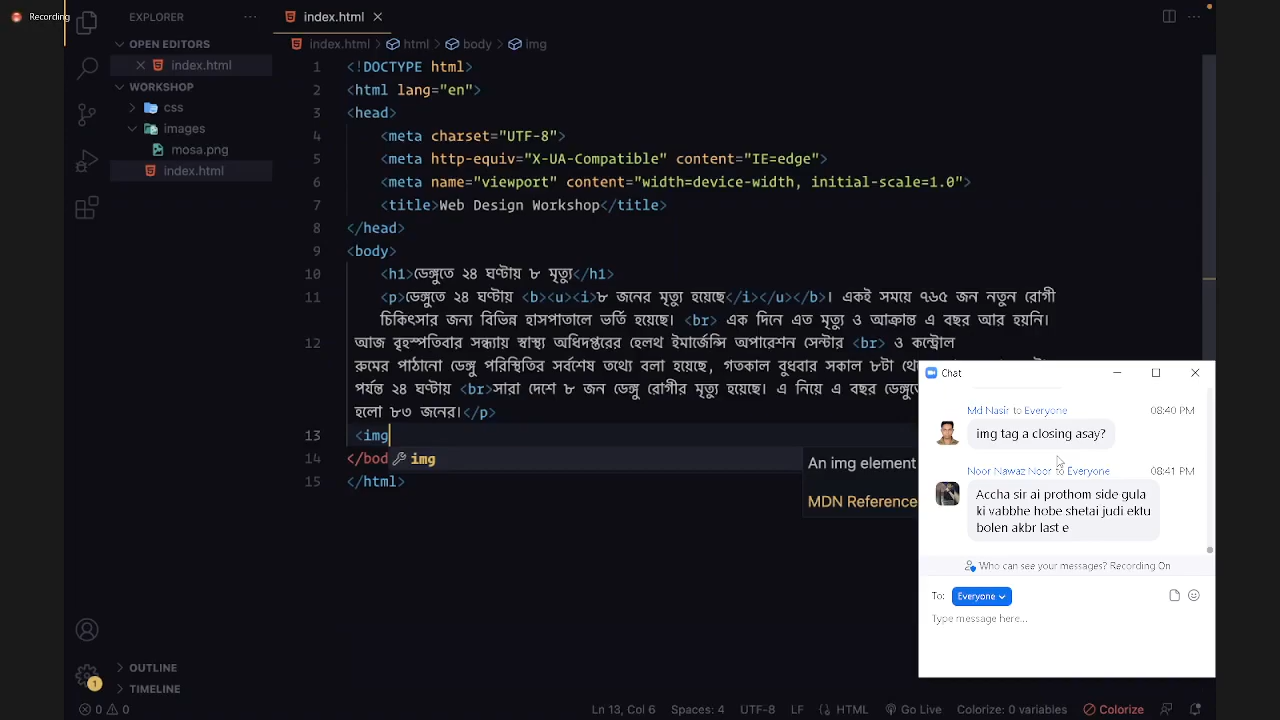 Recording
EXPLORER
index.html
OPEN EDITORS
index.html
WORKSHOP
css
images
mosa.png
index.html
index.html > html > body > img
1 <!DOCTYPE html>
2 <html lang="en">
3 <head>
4 <meta charset="UTF-8">
5 <meta http-equiv="X-UA-Compatible" content="IE=edge">
6 <meta name="viewport" content="width=device-width, initial-scale=1.0">
7 <title>Web Design Workshop</title>
8 </head>
9 <body>
10 <h1>ডেঙ্গুতে ২৪ ঘণ্টায় ৮ মৃত্যু</h1>
11 <p>ডেঙ্গুতে ২৪ ঘণ্টায় <b><u><i>৮ জনের মৃত্যু হয়েছে</i></u></b>। একই সময়ে ৭৬৫ জন নতুন রোগী
চিকিৎসার জন্য বিভিন্ন হাসপাতালে ভর্তি হয়েছে। <br> এক দিনে এত মৃত্যু ও আক্রান্ত এ বছর আর হয়নি।
12 আজ বৃহস্পতিবার সন্ধ্যায় স্বাস্থ্য অধিদপ্তরের হেলথ ইমার্জেন্সি অপারেশন সেন্টার <br> ও কন্ট্রোল
রুমের পাঠানো ডেঙ্গু পরিস্থিতির সর্বশেষ তথ্যে বলা হয়েছে, গতকাল বুধবার সকাল ৮টা
পর্যন্ত ২৪ ঘণ্টায় <br>সারা দেশে ৮ জন ডেঙ্গু রোগীর মৃত্যু হয়েছে। এ নিয়ে এ বছর
হলো ৮৩ জনের।</p>
13 <img
14 </bod
img
15 </html>
An img element
MDN Reference
Chat
Md Nasir to Everyone 08:40 PM
img tag a closing asay?
Noor Nawaz Noor to Everyone 08:41 PM
Accha sir ai prothom side gula
ki vabbhe hobe shetai judi ektu
bolen akbr last e
Who can see your messages? Recording On
To: Everyone
Type message here...
OUTLINE
TIMELINE
1
0 0
Ln 13, Col 6 Spaces: 4 UTF-8 LF {} HTML Go Live Colorize: 0 variables Colorize